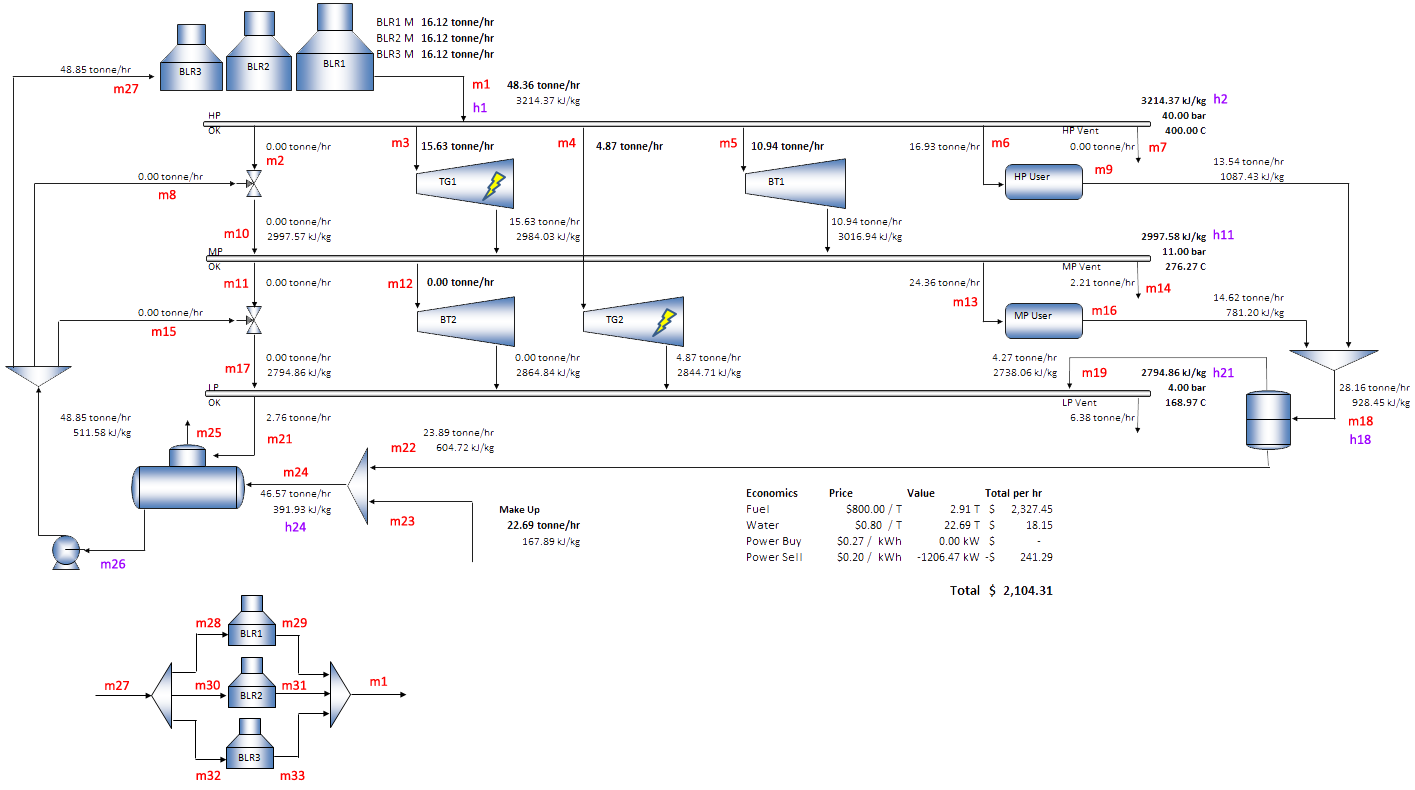 BLR1 M 16.12 tonne/hr
BLR2 M 16.12 tonne/hr
BLR3 M 16.12 tonne/hr
BLR3
BLR2
BLR1
48.85 tonne/hr
m27
m1 48.36 tonne/hr
3214.37 kJ/kg
h1
3214.37 kJ/kg h2
40.00 bar
400.00 C
HP
OK
HP Vent
0.00 tonne/hr
m2
m3 15.63 tonne/hr
m4 4.87 tonne/hr
m5 10.94 tonne/hr
16.93 tonne/hr m6
0.00 tonne/hr m7
TG1
BT1
HP User
m9
13.54 tonne/hr
1087.43 kJ/kg
0.00 tonne/hr
m8
m10
0.00 tonne/hr
2997.57 kJ/kg
15.63 tonne/hr
2984.03 kJ/kg
10.94 tonne/hr
3016.94 kJ/kg
2997.58 kJ/kg h11
11.00 bar
276.27 C
MP
OK
MP Vent
m11 0.00 tonne/hr
m12 0.00 tonne/hr
24.36 tonne/hr
m13
2.21 tonne/hr
m14
BT2
TG2
MP User
m16
14.62 tonne/hr
781.20 kJ/kg
0.00 tonne/hr
m15
m17
0.00 tonne/hr
2794.86 kJ/kg
0.00 tonne/hr
2864.84 kJ/kg
4.87 tonne/hr
2844.71 kJ/kg
4.27 tonne/hr
2738.06 kJ/kg
m19
2794.86 kJ/kg h21
4.00 bar
168.97 C
LP
OK
LP Vent
6.38 tonne/hr
28.16 tonne/hr
928.45 kJ/kg
m18
h18
48.85 tonne/hr
511.58 kJ/kg
m25
2.76 tonne/hr
m21
m22
23.89 tonne/hr
604.72 kJ/kg
m24
46.57 tonne/hr
391.93 kJ/kg
h24
m23
Make Up
22.69 tonne/hr
167.89 kJ/kg
m26
Economics Price Value Total per hr
Fuel $800.00 / T 2.91 T $ 2,327.45
Water $0.80 / T 22.69 T $ 18.15
Power Buy $0.27 / kWh 0.00 kW $ -
Power Sell $0.20 / kWh -1206.47 kW -$ 241.29
Total $ 2,104.31
m28 BLR1 m29
m27 m30 BLR2 m31 m1
m32 BLR3 m33